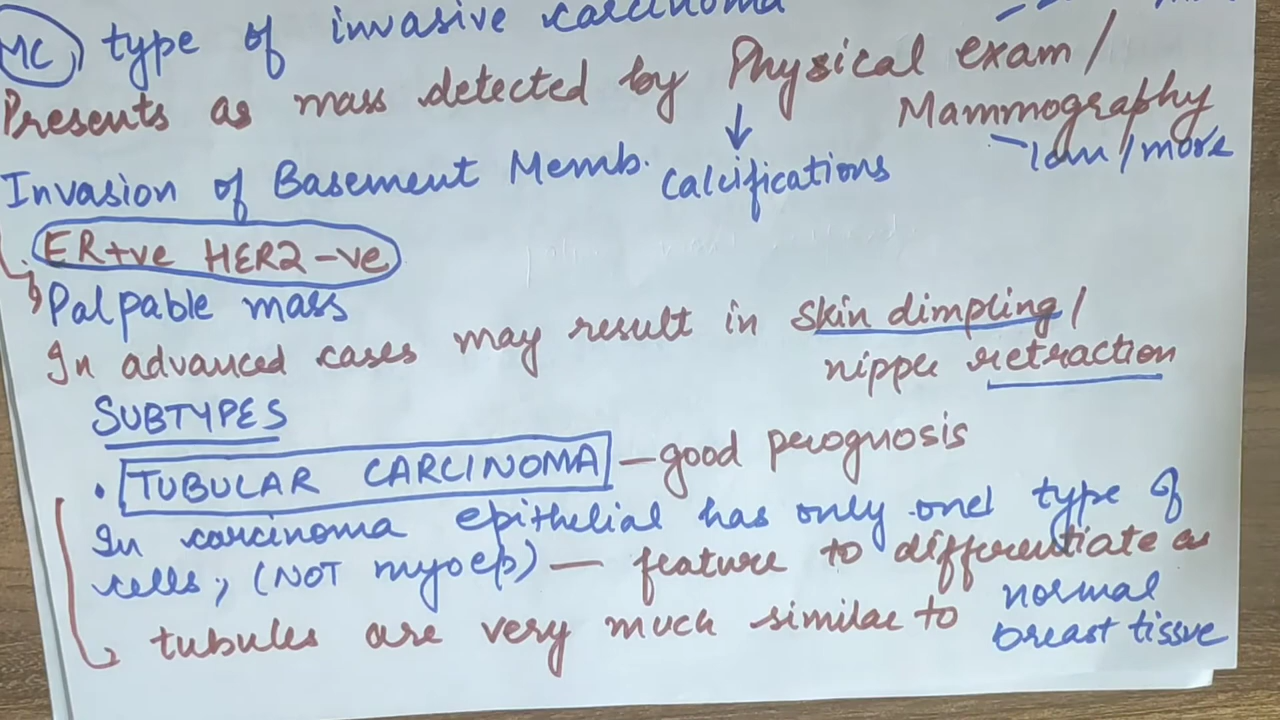 MC, type of invasive carcinoma
Presents as mass detected by Physical exam /
Mammography
Invasion of Basement Memb. Calcifications
– 1cm / more
ER+ve HER2 -ve
Palpable mass
In advanced cases may result in skin dimpling /
retraction
SUBTYPES
• TUBULAR CARCINOMA — good
In carcinoma epithelial has only one type of
cells, (NOT myoep) — feature to differentiate as
tubules are very much similar to normal
breast tissue